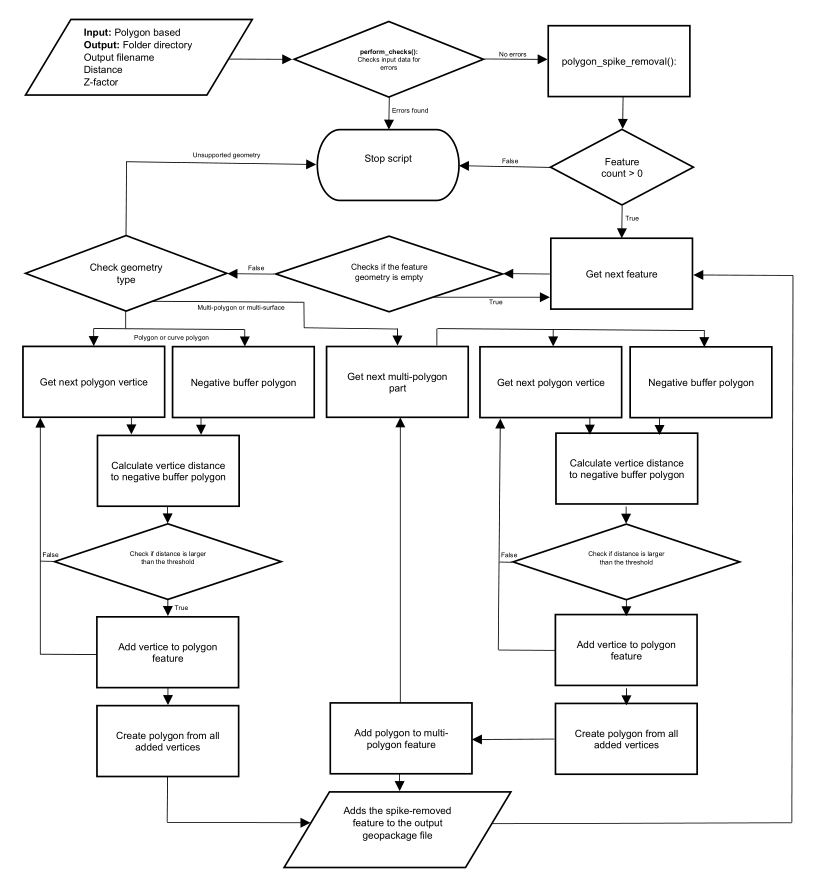 Input: Polygon based
Output: Folder directory
Output filename
Distance
Z-factor
perform_checks():
Checks input data for
errors
No errors
polygon_spike_removal():
Errors found
Unsupported geometry
Stop script
False
Feature
count > 0
True
Check geometry
type
False
Checks if the feature
geometry is empty
Get next feature
True
Multi-polygon or multi-surface
Polygon or curve polygon
Get next polygon vertice
Negative buffer polygon
Get next multi-polygon
part
Get next polygon vertice
Negative buffer polygon
Calculate vertice distance
to negative buffer polygon
Calculate vertice distance
to negative buffer polygon
False
Check if distance is larger
than the threshold
False
Check if distance is larger
than the threshold
True
Add vertice to polygon
feature
Add vertice to polygon
feature
Create polygon from all
added vertices
Add polygon to multi-
polygon feature
Create polygon from all
added vertices
Adds the spike-removed
feature to the output
geopackage file